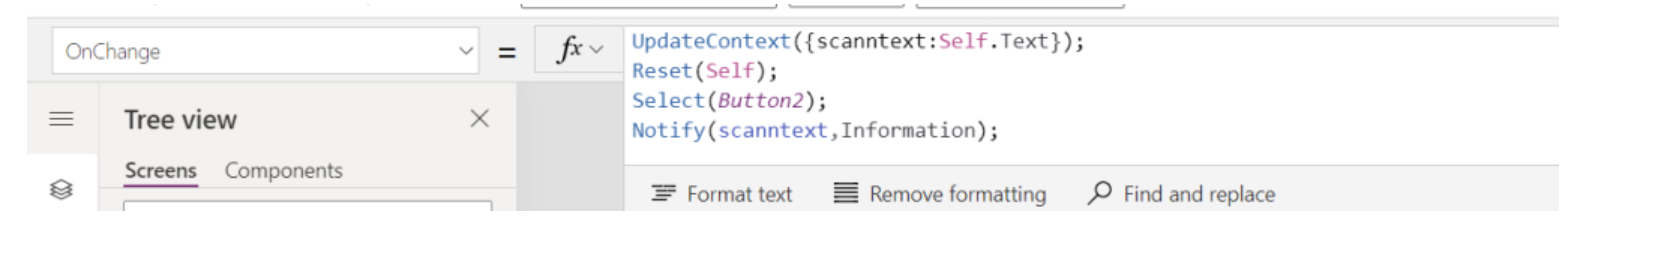 OnChange
=
fx
UpdateContext({scanntext:Self.Text});
Reset(Self);
Select(Button2);
Notify(scanntext,Information);
Tree view
Screens Components
Format text Remove formatting Find and replace